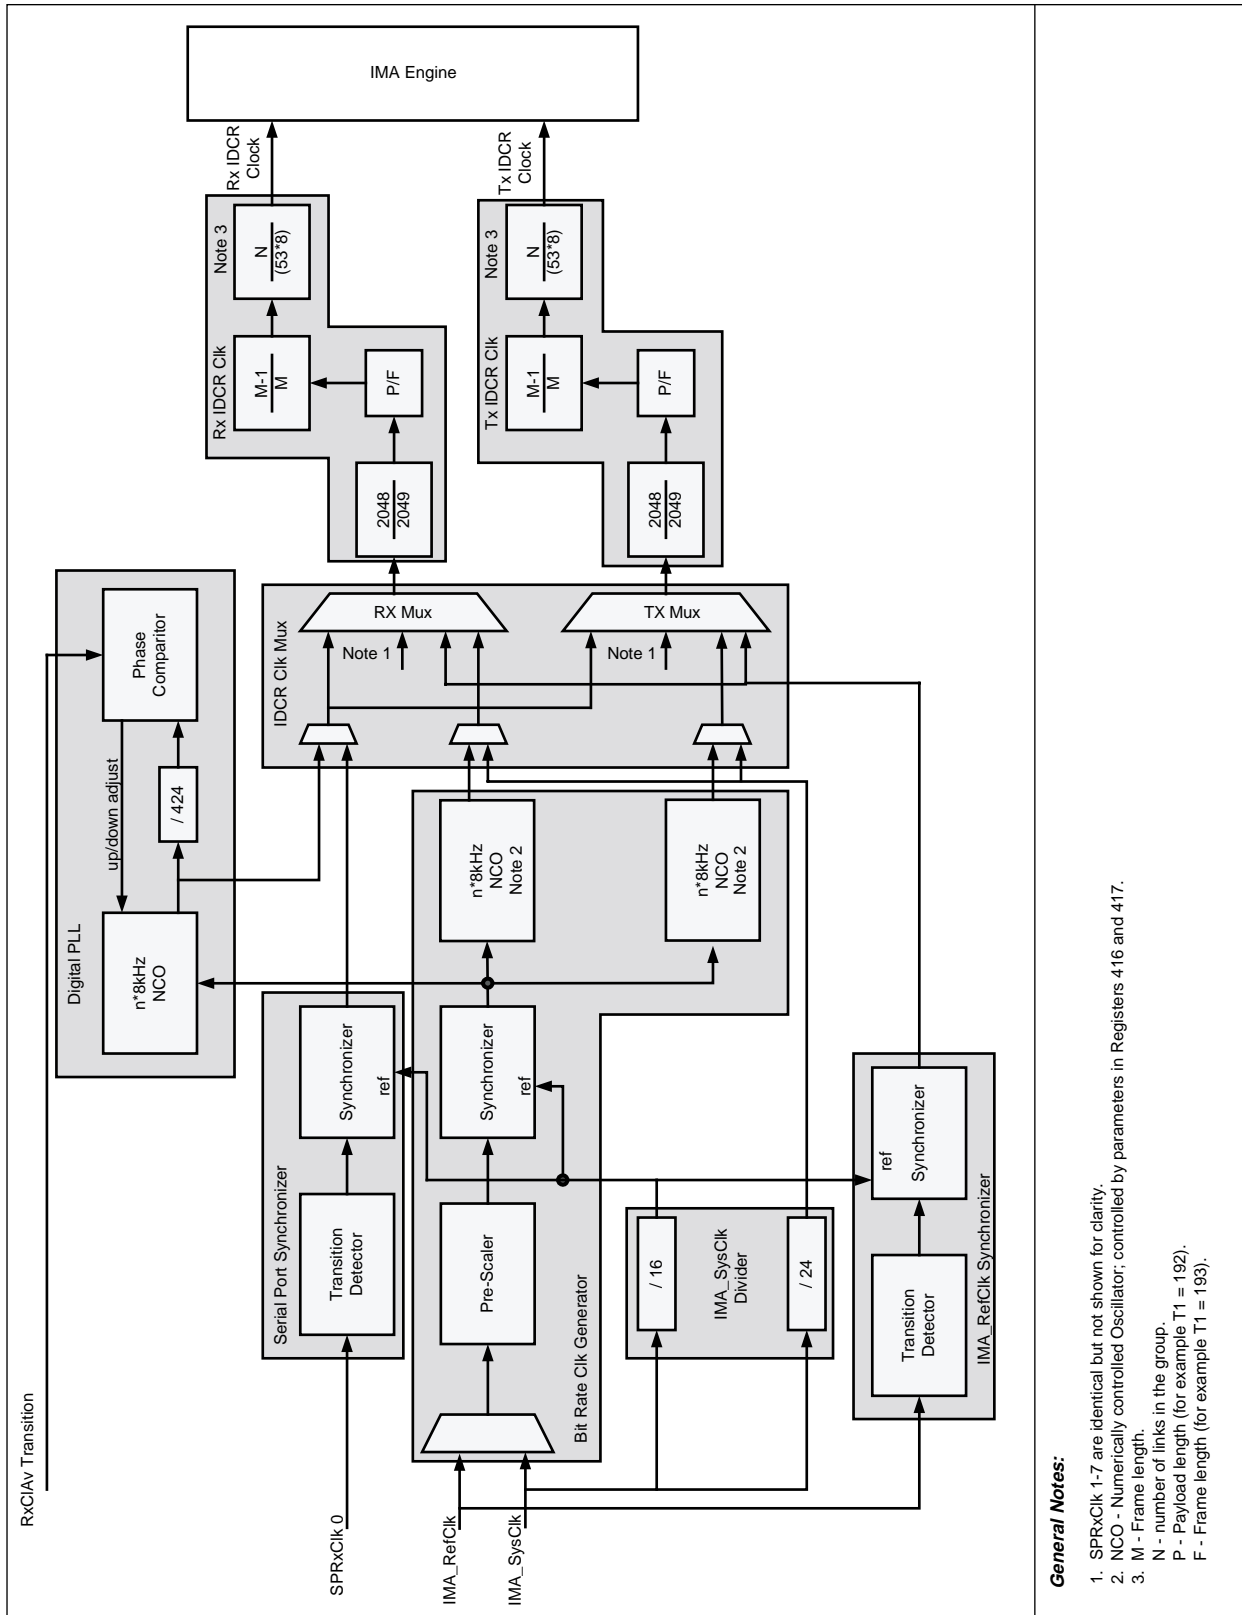 RxClAv Transition
SPRxClk 0
IMA_RefClk
IMA_SysClk
Digital PLL
n*8kHz
NCO
up/down adjust
/ 424
Phase
Comparitor
Serial Port Synchronizer
Transition
Detector
Synchronizer
ref
Bit Rate Clk Generator
Pre-Scaler
Synchronizer
ref
n*8kHz
NCO
Note 2
n*8kHz
NCO
Note 2
IMA_SysClk
Divider
/ 16
/ 24
IMA_RefClk Synchronizer
Transition
Detector
ref
Synchronizer
IDCR Clk Mux
RX Mux
Note 1
TX Mux
Note 1
2048
2049
P/F
Rx IDCR Clk
M-1
M
Note 3
N
(53*8)
Rx IDCR
Clock
2048
2049
P/F
Tx IDCR Clk
M-1
M
Note 3
N
(53*8)
Tx IDCR
Clock
IMA Engine
General Notes:
1. SPRxClk 1-7 are identical but not shown for clarity.
2. NCO - Numerically controlled Oscillator; controlled by parameters in Registers 416 and 417.
3. M - Frame length.
N - number of links in the group.
P - Payload length (for example T1 = 192).
F - Frame length (for example T1 = 193).